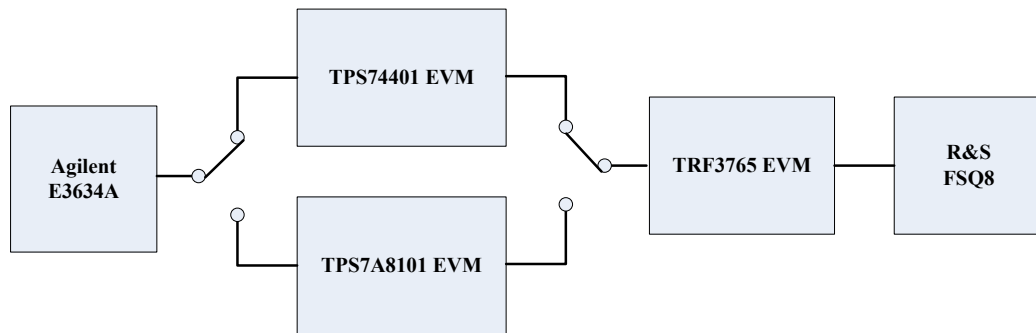 TPS74401 EVM
Agilent
E3634A
TRF3765 EVM
R&S
FSQ8
TPS7A8101 EVM